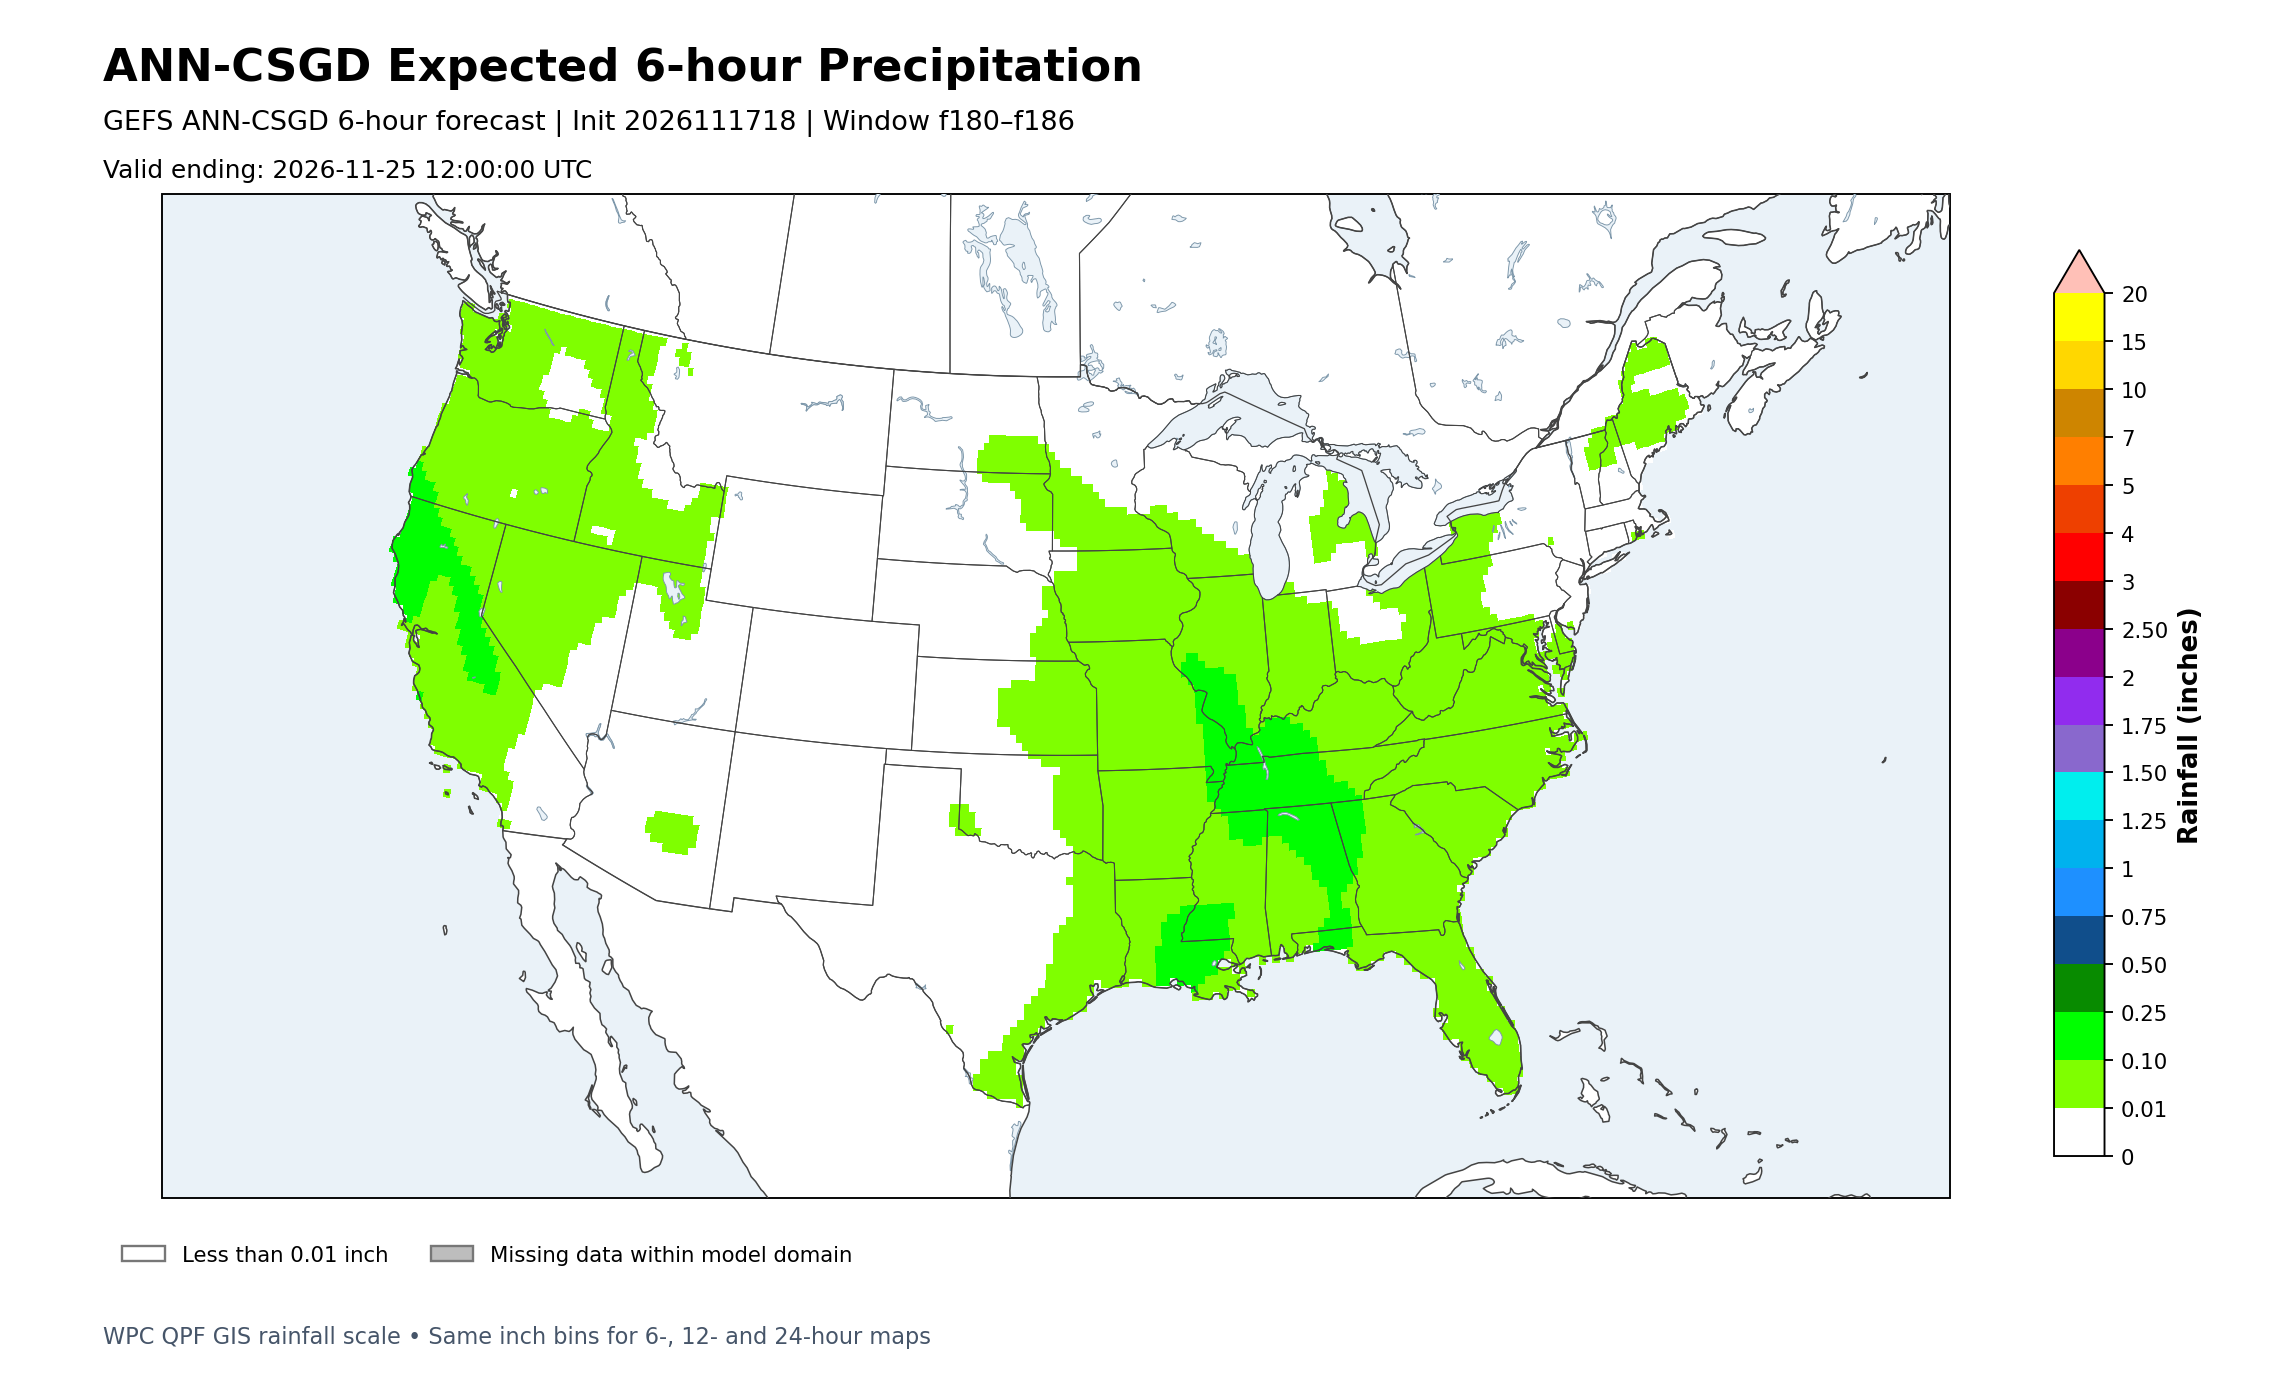 ANN-CSGD Expected 6-hour Precipitation
GEFS ANN-CSGD 6-hour forecast | Init 2026111718 | Window f180–f186
Valid ending: 2026-11-25 12:00:00 UTC
20
15
10
7
5
4
3
2.50
2
1.75
1.50
1.25
1
0.75
0.50
0.25
0.10
0.01
0
Rainfall (inches)
Less than 0.01 inch
Missing data within model domain
WPC QPF GIS rainfall scale • Same inch bins for 6-, 12- and 24-hour maps